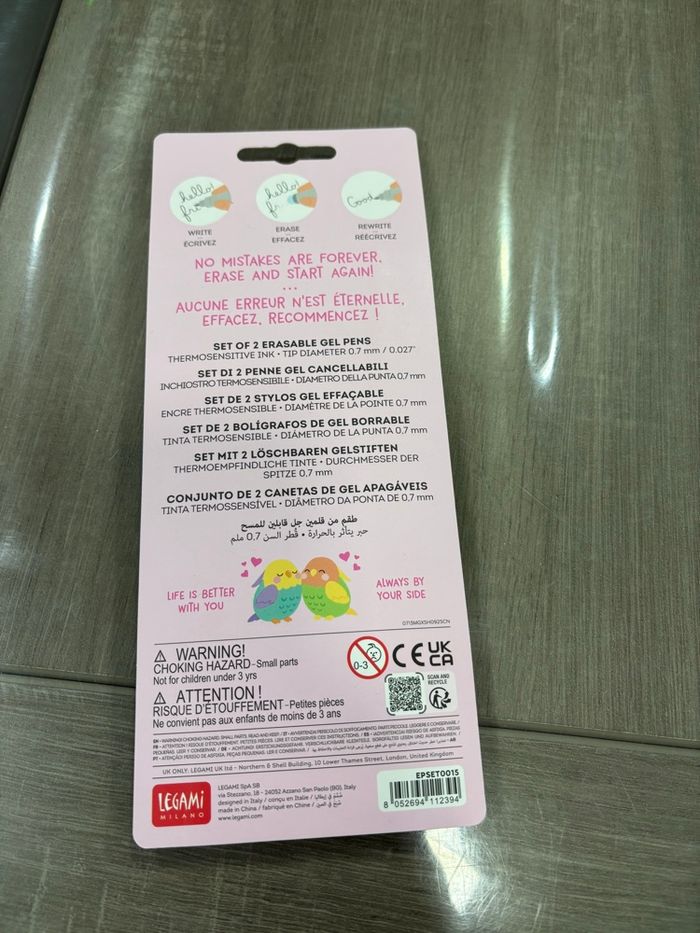 hello!
fr
hello!
fr
Good
WRITE
ÉCRIVEZ
ERASE
EFFACEZ
REWRITE
RÉÉCRIVEZ
NO MISTAKES ARE FOREVER.
ERASE AND START AGAIN!
...
AUCUNE ERREUR N'EST ÉTERNELLE,
EFFACEZ, RECOMMENCEZ !
SET OF 2 ERASABLE GEL PENS
THERMOSENSITIVE INK • TIP DIAMETER 0.7 mm / 0.027"
SET DI 2 PENNE GEL CANCELLABILI
INCHIOSTRO TERMOSENSIBILE • DIAMETRO DELLA PUNTA 0.7 mm
SET DE 2 STYLOS GEL EFFAÇABLE
ENCRE THERMOSENSIBLE • DIAMÈTRE DE LA POINTE 0.7 mm
SET DE 2 BOLÍGRAFOS DE GEL BORRABLE
TINTA TERMOSENSIBLE • DIÁMETRO DE LA PUNTA 0.7 mm
SET MIT 2 LÖSCHBAREN GELSTIFTEN
THERMOEMPFINDLICHE TINTE • DURCHMESSER DER
SPITZE 0.7 mm
CONJUNTO DE 2 CANETAS DE GEL APAGÁVEIS
TINTA TERMOSSENSÍVEL • DIÂMETRO DA PONTA DE 0.7 mm
طقم من قلمين جل قابلين للمسح
حبر يتأثر بالحرارة • قُطر السن 0.7 ملم
LIFE IS BETTER
WITH YOU
ALWAYS BY
YOUR SIDE
0715MGXSH0925CN
WARNING!
CHOKING HAZARD - Small parts
Not for children under 3 yrs
ATTENTION !
RISQUE D'ÉTOUFFEMENT - Petites pièces
Ne convient pas aux enfants de moins de 3 ans
0-3
CE
UK
CA
SCAN AND
RECYCLE
UK ONLY: LEGAMI UK ltd - Northern & Shell Building, 10 Lower Thames Street, London, United Kingdom
LEGAMI
MILANO
LEGAMI SpA SB
via Stezzano, 18 - 24052 Azzano San Paolo (BG), Italy
designed in Italy / conçu en Italie / صُمِّم في إيطاليا
made in China / fabriqué en Chine / صُنِع في الصين
www.legami.com
EPSET0015
8 052694 112394